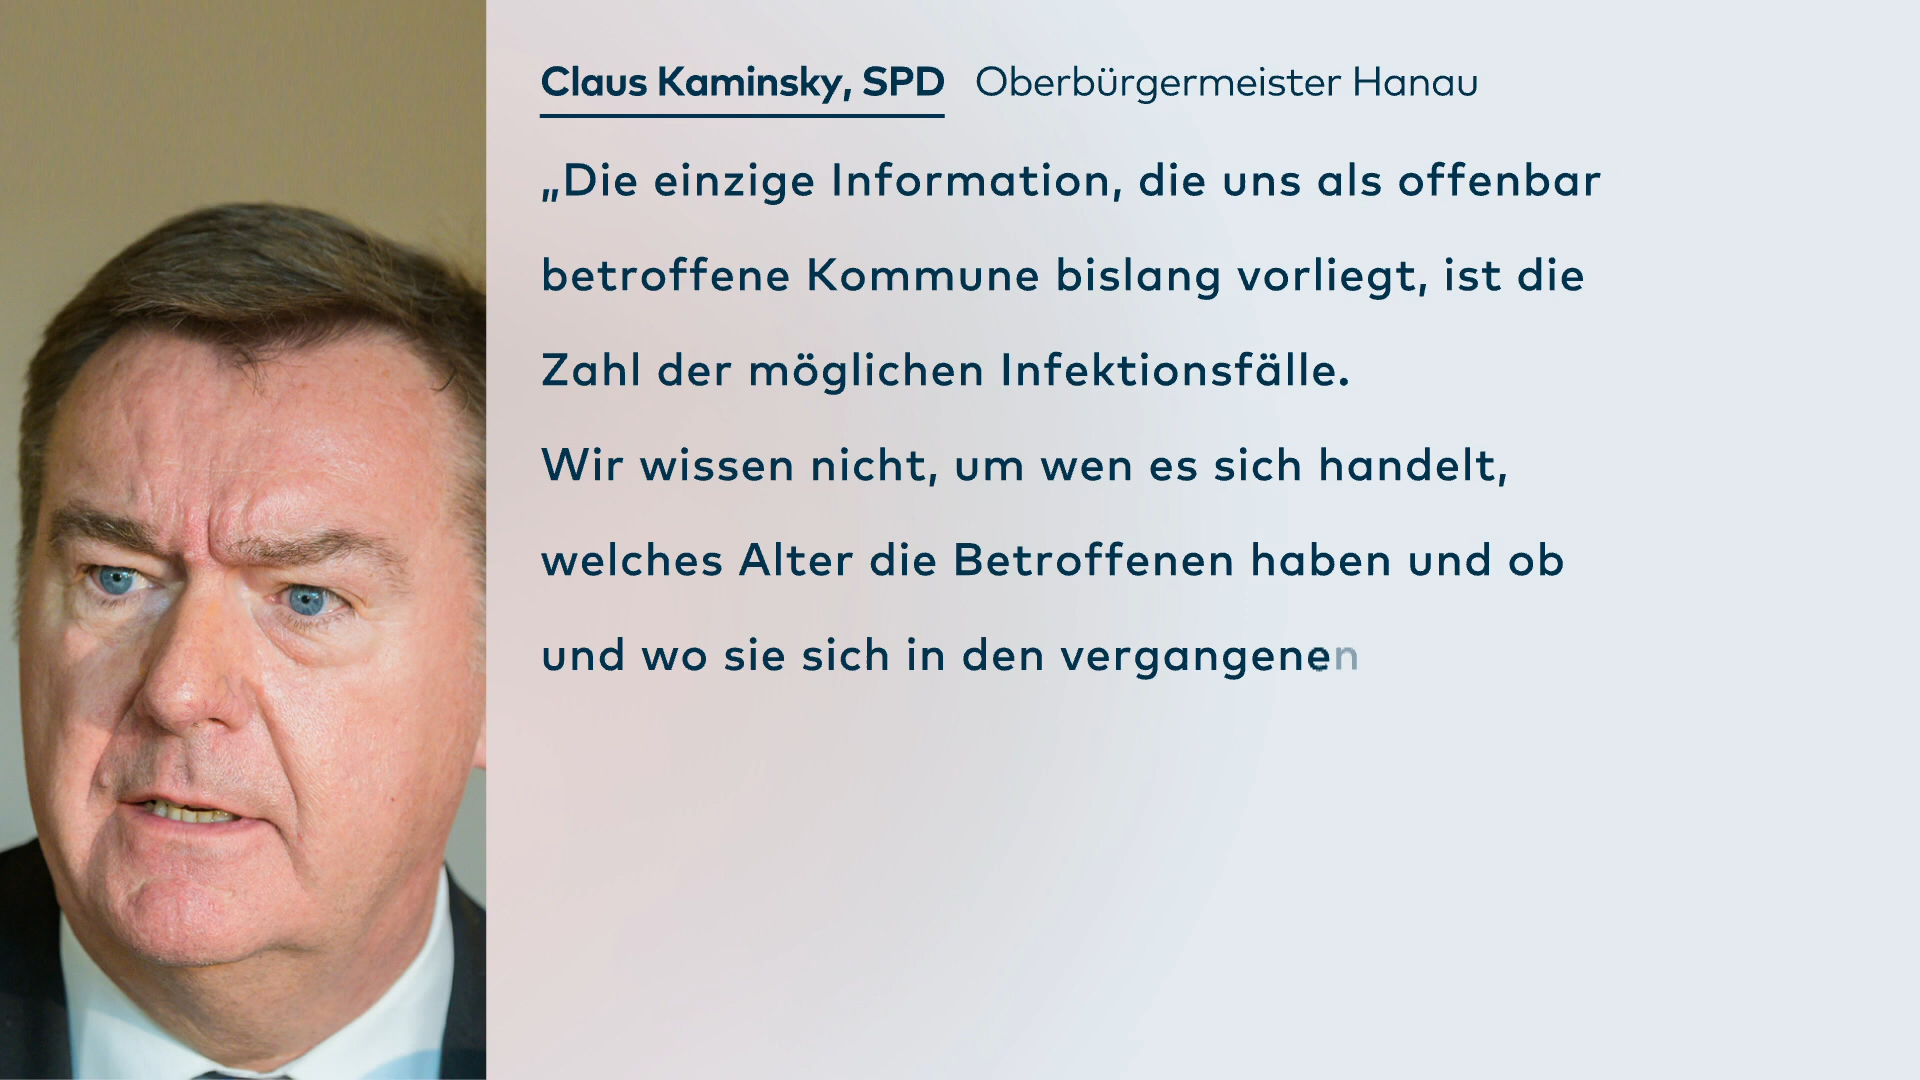 Claus Kaminsky, SPD Oberbürgermeister Hanau
„Die einzige Information, die uns als offenbar
betroffene Kommune bislang vorliegt, ist die
Zahl der möglichen Infektionsfälle.
Wir wissen nicht, um wen es sich handelt,
welches Alter die Betroffenen haben und ob
und wo sie sich in den vergangenen